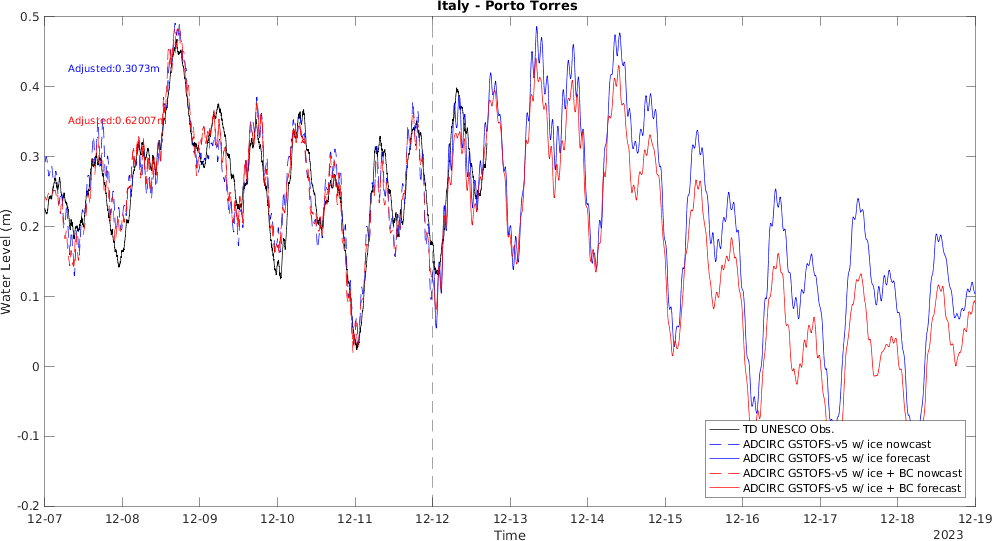 Italy - Porto Torres
0.5
0.4
0.3
0.2
0.1
0
-0.1
-0.2
Water Level (m)
Adjusted:0.3073m
Adjusted:0.62007m
TD UNESCO Obs.
ADCIRC GSTOFS-v5 w/ ice nowcast
ADCIRC GSTOFS-v5 w/ ice forecast
ADCIRC GSTOFS-v5 w/ ice + BC nowcast
ADCIRC GSTOFS-v5 w/ ice + BC forecast
12-07 12-08 12-09 12-10 12-11 12-12 12-13 12-14 12-15 12-16 12-17 12-18 12-19
Time
2023